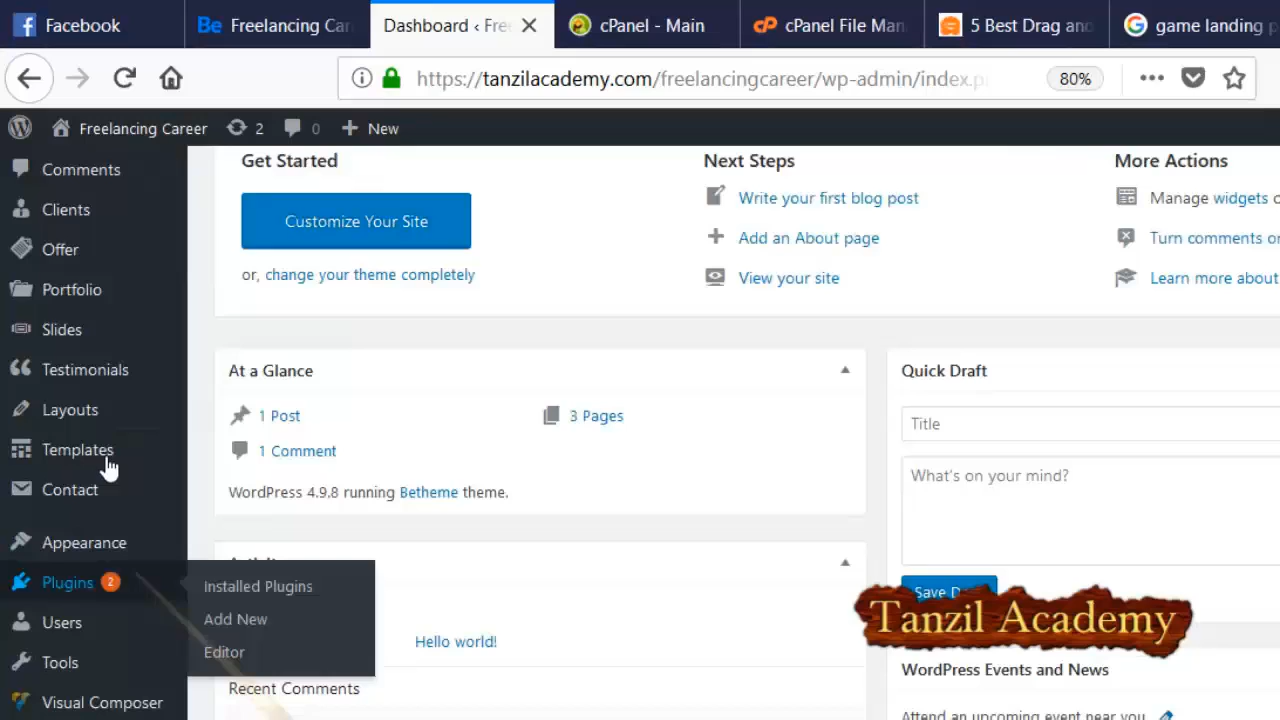 Facebook
Freelancing Car
Dashboard ‹ Fre
cPanel - Main
cPanel File Man
5 Best Drag an
game landing p
https://tanzilacademy.com/freelancingcareer/wp-admin/index.p
80%
Freelancing Career
2
0
New
Comments
Clients
Offer
Portfolio
Slides
Testimonials
Layouts
Templates
Contact
Appearance
Plugins 2
Users
Tools
Visual Composer
Installed Plugins
Add New
Editor
Get Started
Customize Your Site
or, change your theme completely
Next Steps
Write your first blog post
Add an About page
View your site
More Actions
Manage widgets
Turn comments
Learn more about
At a Glance
1 Post
3 Pages
1 Comment
WordPress 4.9.8 running Betheme theme.
Hello world!
Recent Comments
Quick Draft
Title
What's on your mind?
Save D
Tanzil Academy
WordPress Events and News
Attend an upcoming event near you.